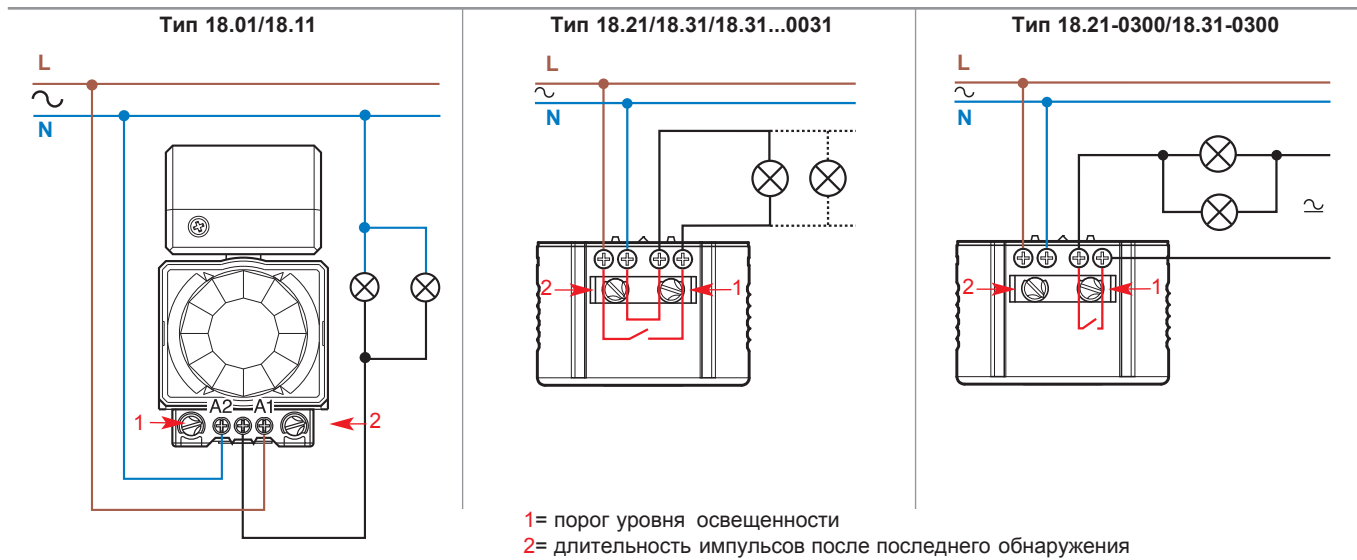 Тип 18.01/18.11
L
N
A2 A1
1
2
Тип 18.21/18.31/18.31...0031
L
N
2
1
Тип 18.21-0300/18.31-0300
L
N
2
1
1= порог уровня освещенности
2= длительность импульсов после последнего обнаружения